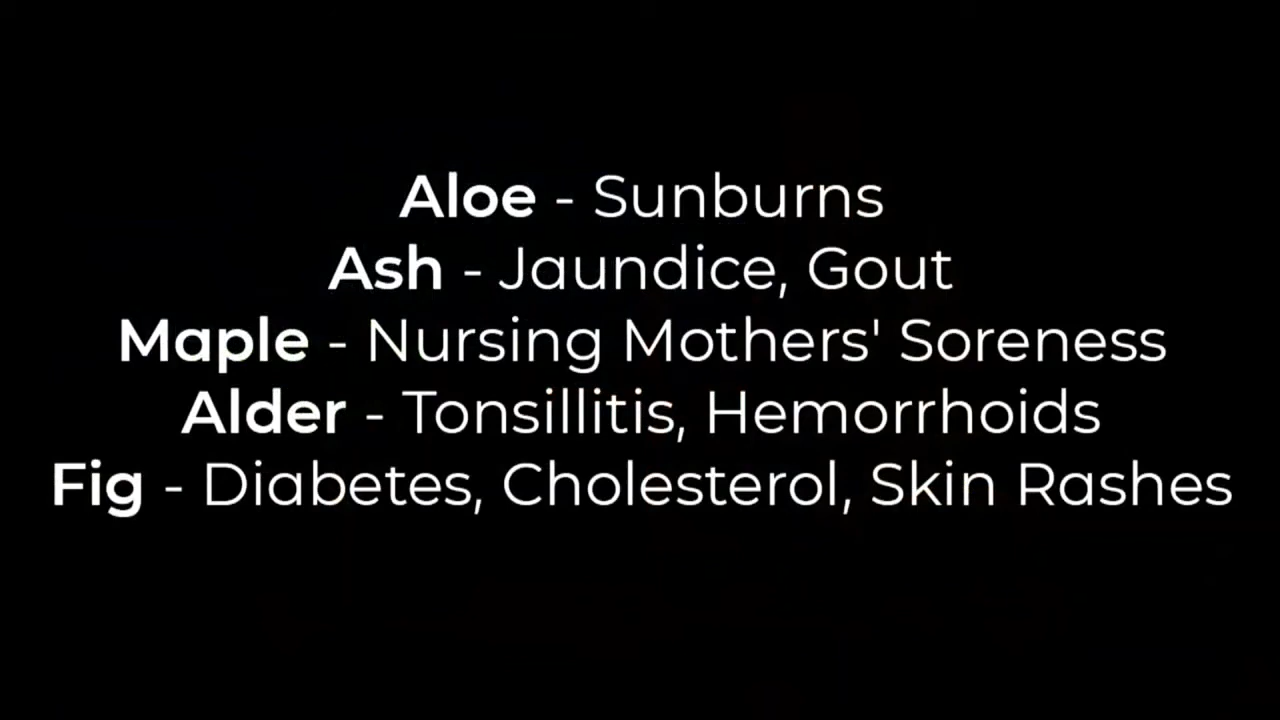 Aloe - Sunburns
Ash - Jaundice, Gout
Maple - Nursing Mothers' Soreness
Alder - Tonsillitis, Hemorrhoids
Fig - Diabetes, Cholesterol, Skin Rashes